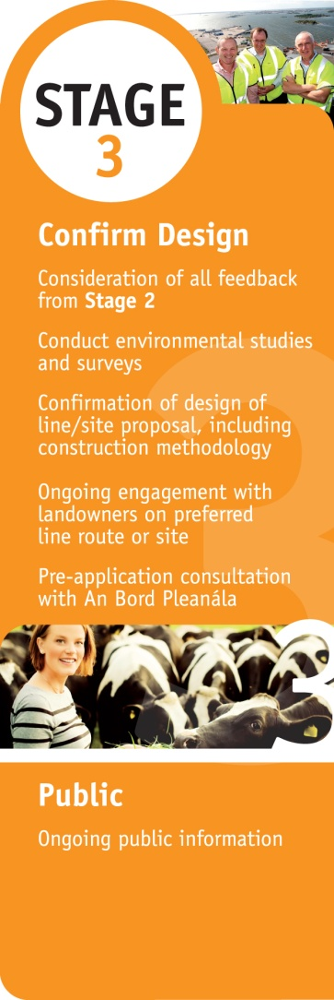 STAGE
3
Confirm Design
Consideration of all feedback
from Stage 2
Conduct environmental studies
and surveys
Confirmation of design of
line/site proposal, including
construction methodology
Ongoing engagement with
landowners on preferred
line route or site
Pre-application consultation
with An Bord Pleanála
3
Public
Ongoing public information